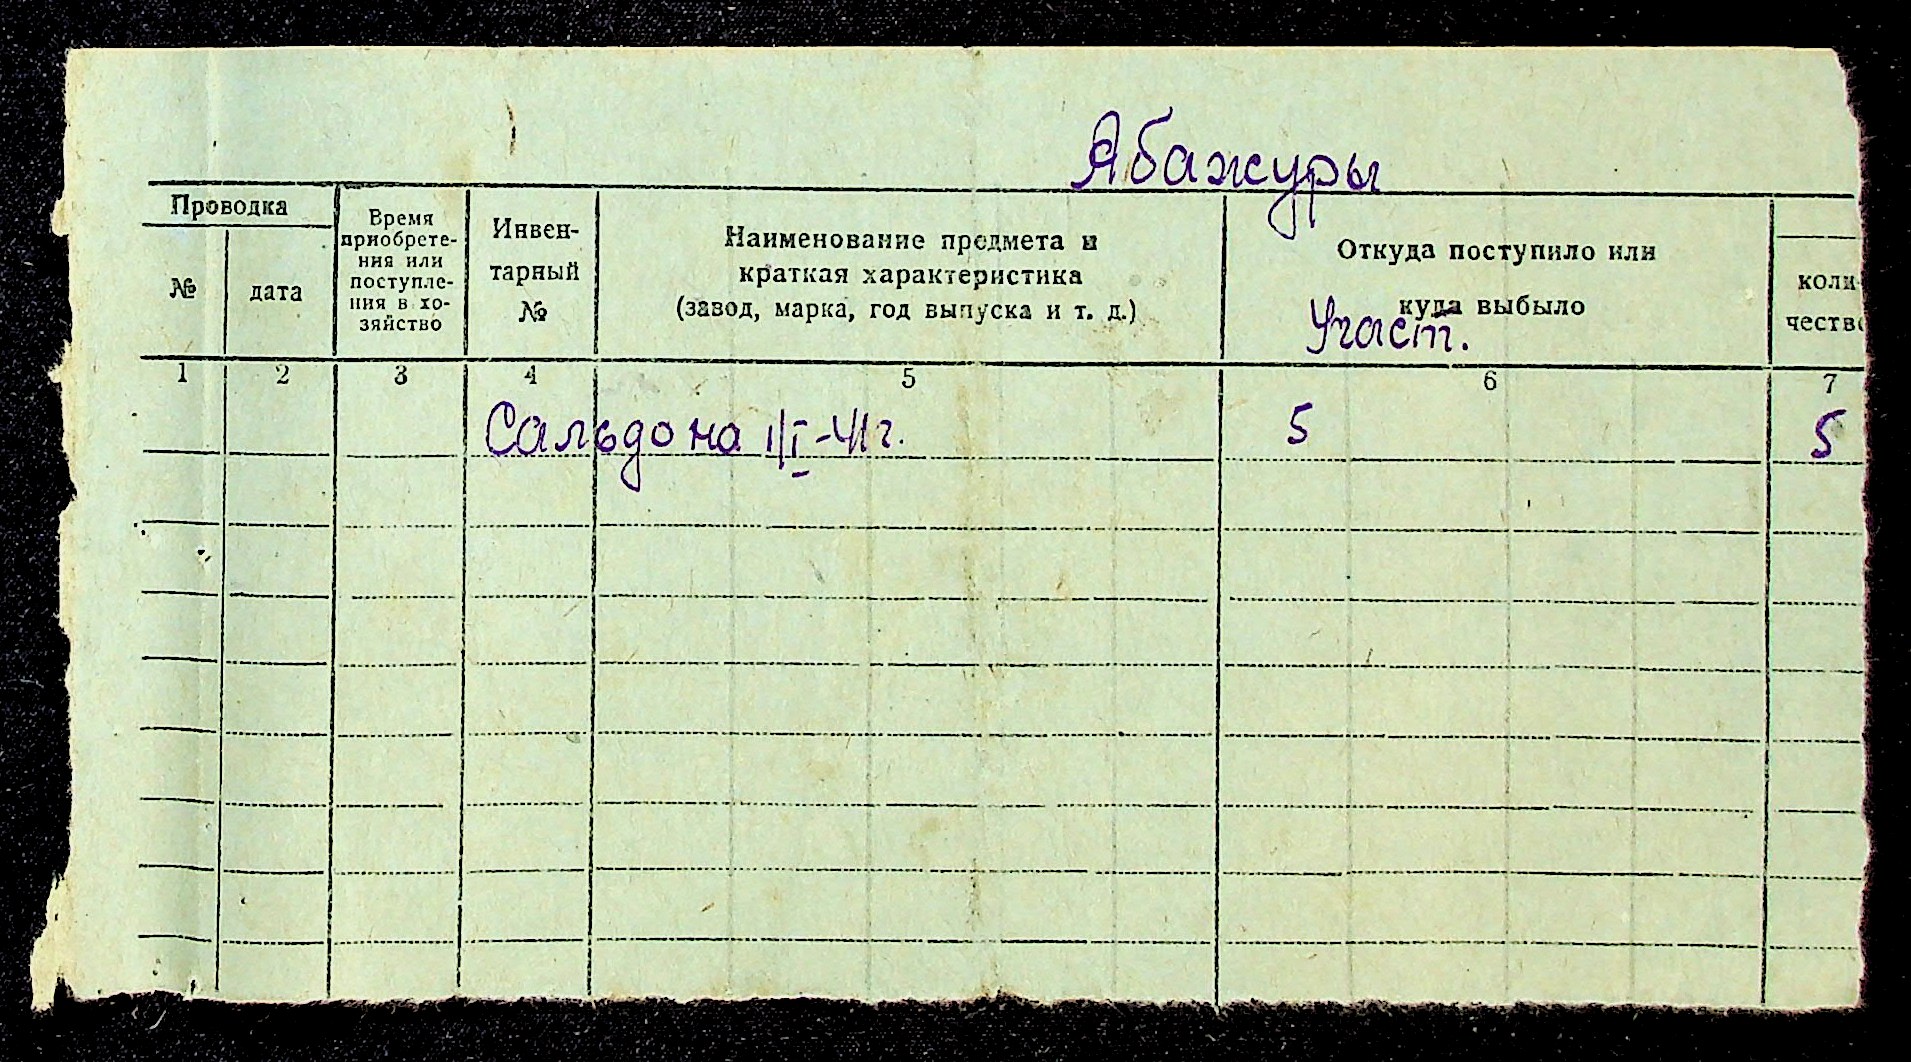 Абажуры
Проводка
№
дата
Время
приобрете-
ния или
поступле-
ния в хо-
зяйство
Инвен-
тарный
№
Наименование предмета и
краткая характеристика
(завод, марка, год выпуска и т. д.)
Откуда поступило или
куда выбыло
Участ.
коли-
чество
1 2 3 4 5 6 7
Сальдо на 1/I-41г. 5 5